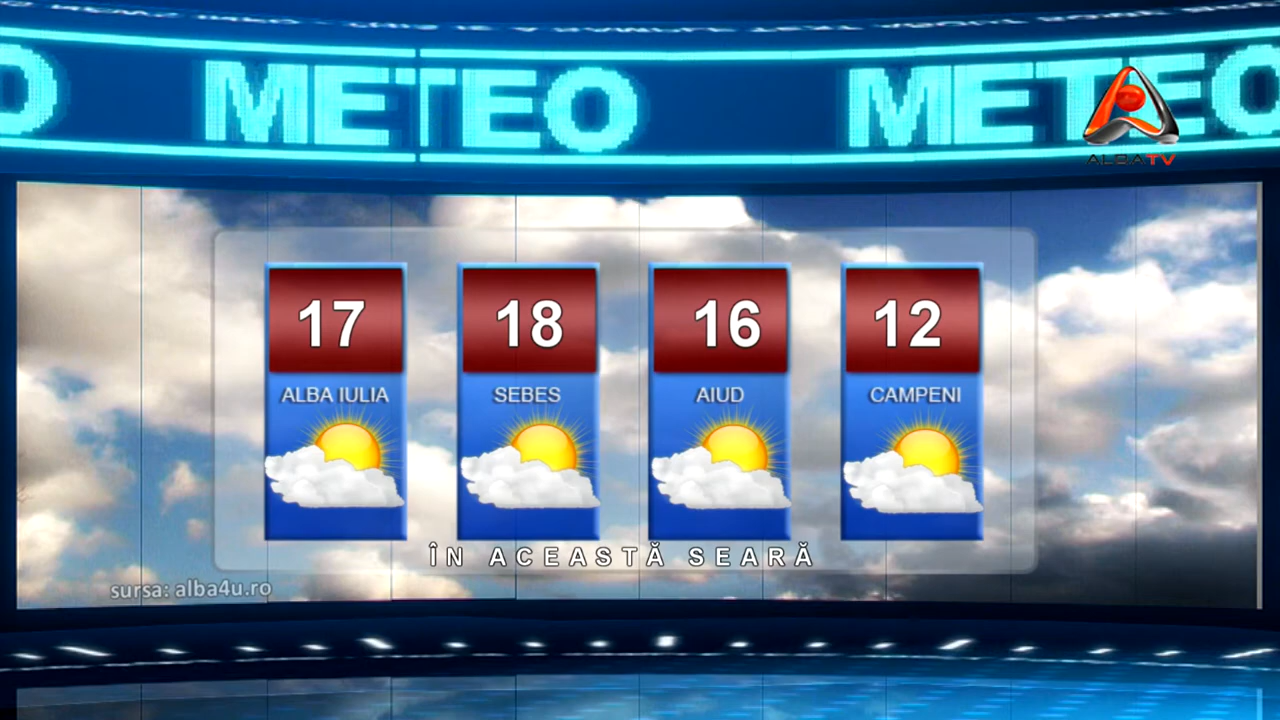 METEO
METEO
ALBA TV
17
18
16
12
ALBA IULIA
SEBES
AIUD
CAMPENI
ÎN ACEASTĂ SEARĂ
sursa: alba4u.ro